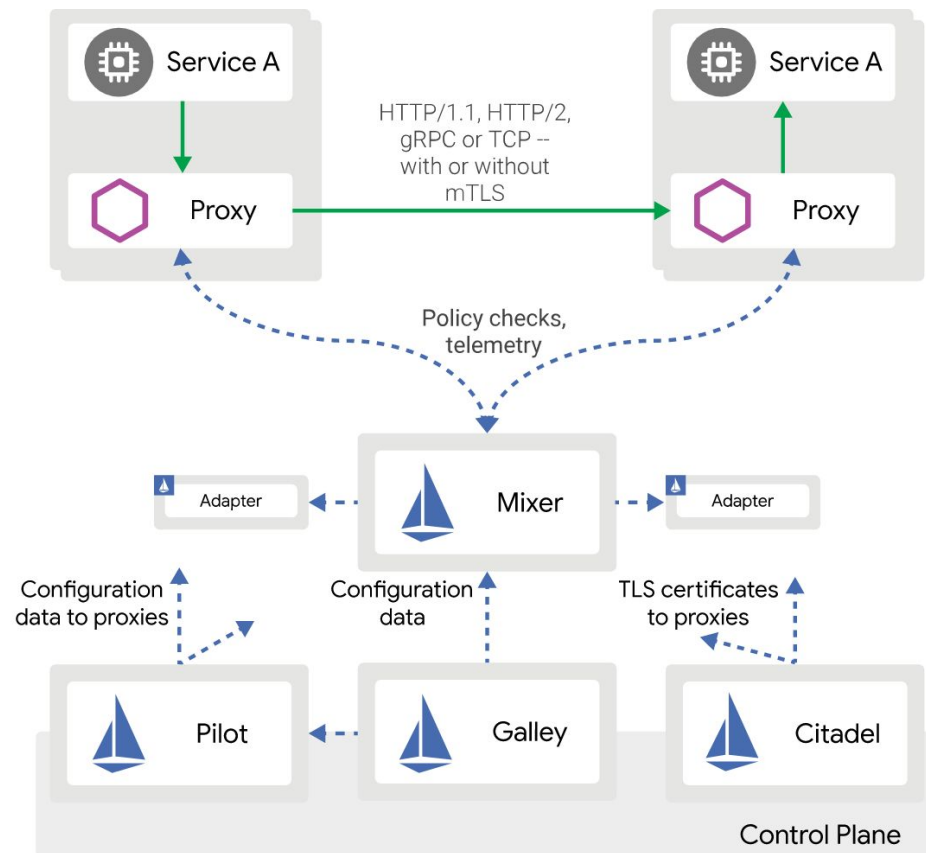 Service A
Service A
HTTP/1.1, HTTP/2,
gRPC or TCP --
with or without
mTLS
Proxy
Proxy
Policy checks,
telemetry
Adapter
Mixer
Adapter
Configuration
data to proxies
Configuration
data
TLS certificates
to proxies
Pilot
Galley
Citadel
Control Plane